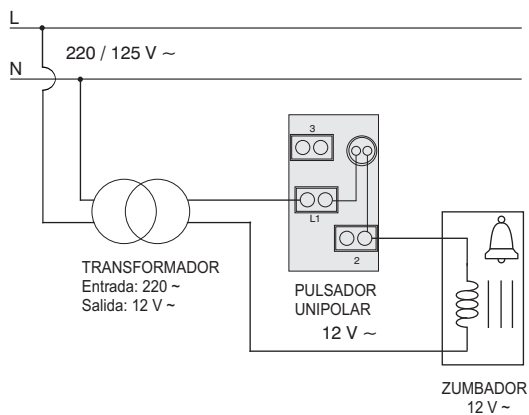 L
220 / 125 V ~
N
3
L1
2
TRANSFORMADOR
Entrada: 220 ~
Salida: 12 V ~
PULSADOR
UNIPOLAR
12 V ~
ZUMBADOR
12 V ~